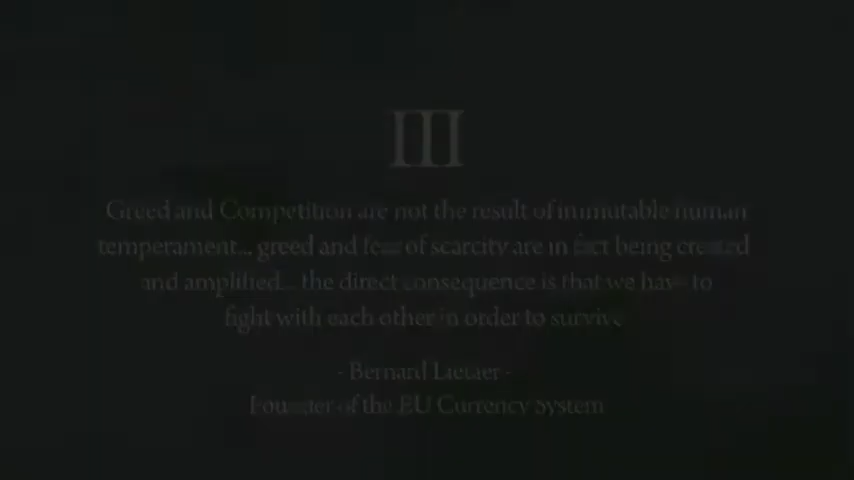 III
Greed and Competition are not the result of immutable human
temperament... greed and fear of scarcity are in fact being created
and amplified... the direct consequence is that we have to
fight with each other in order to survive
- Bernard Lietaer -
Founder of the EU Currency System